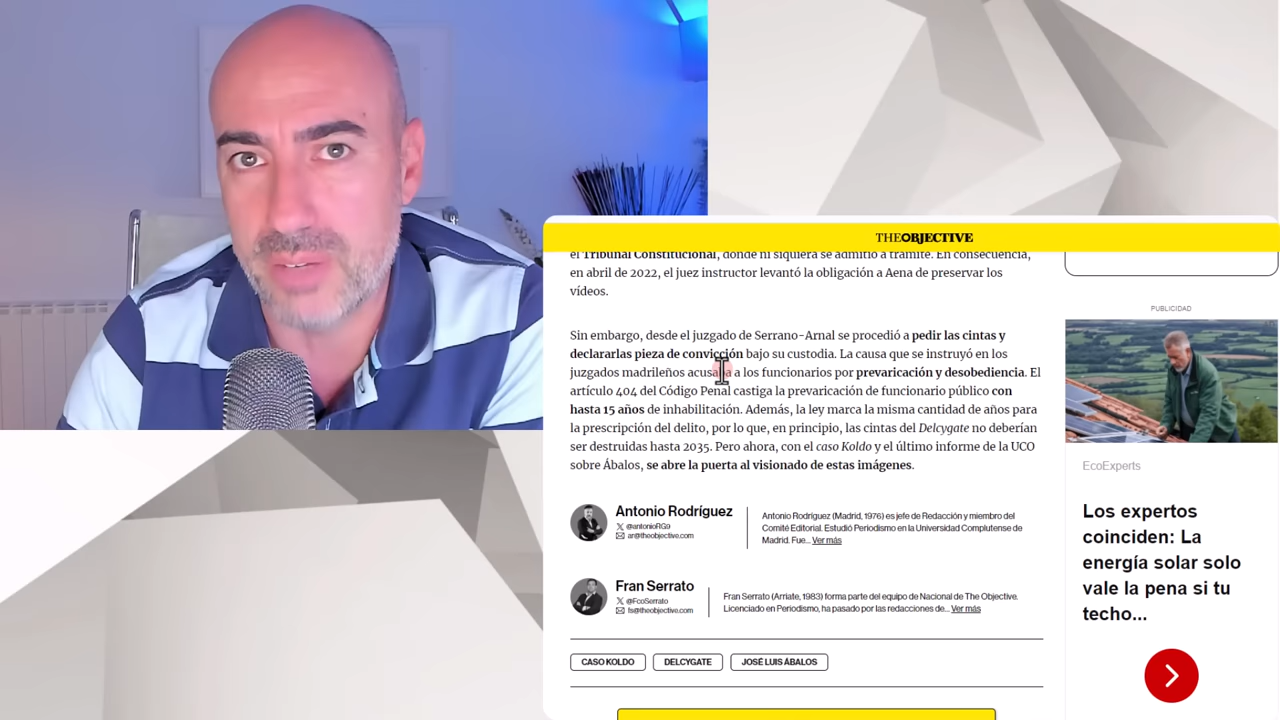 THEOBJECTIVE
el Tribunal Constitucional, donde ni siquiera se admitió a trámite. En consecuencia,
en abril de 2022, el juez instructor levantó la obligación a Aena de preservar los
vídeos.
Sin embargo, desde el juzgado de Serrano-Arnal se procedió a pedir las cintas y
declararlas pieza de convicción bajo su custodia. La causa que se instruyó en los
juzgados madrileños acusaba a los funcionarios por prevaricación y desobediencia. El
artículo 404 del Código Penal castiga la prevaricación de funcionario público con
hasta 15 años de inhabilitación. Además, la ley marca la misma cantidad de años para
la prescripción del delito, por lo que, en principio, las cintas del Delcygate no deberían
ser destruidas hasta 2035. Pero ahora, con el caso Koldo y el último informe de la UCO
sobre Ábalos, se abre la puerta al visionado de estas imágenes.
Antonio Rodríguez
@antonioRG9
ar@theobjective.com
Antonio Rodríguez (Madrid, 1976) es jefe de Redacción y miembro del
Comité Editorial. Estudió Periodismo en la Universidad Complutense de
Madrid. Fue... Ver más
Fran Serrato
@FcoSerrato
fs@theobjective.com
Fran Serrato (Arriate, 1983) forma parte del equipo de Nacional de The Objective.
Licenciado en Periodismo, ha pasado por las redacciones de... Ver más
CASO KOLDO
DELCYGATE
JOSÉ LUIS ÁBALOS
PUBLICIDAD
EcoExperts
Los expertos
coinciden: La
energía solar solo
vale la pena si tu
techo...